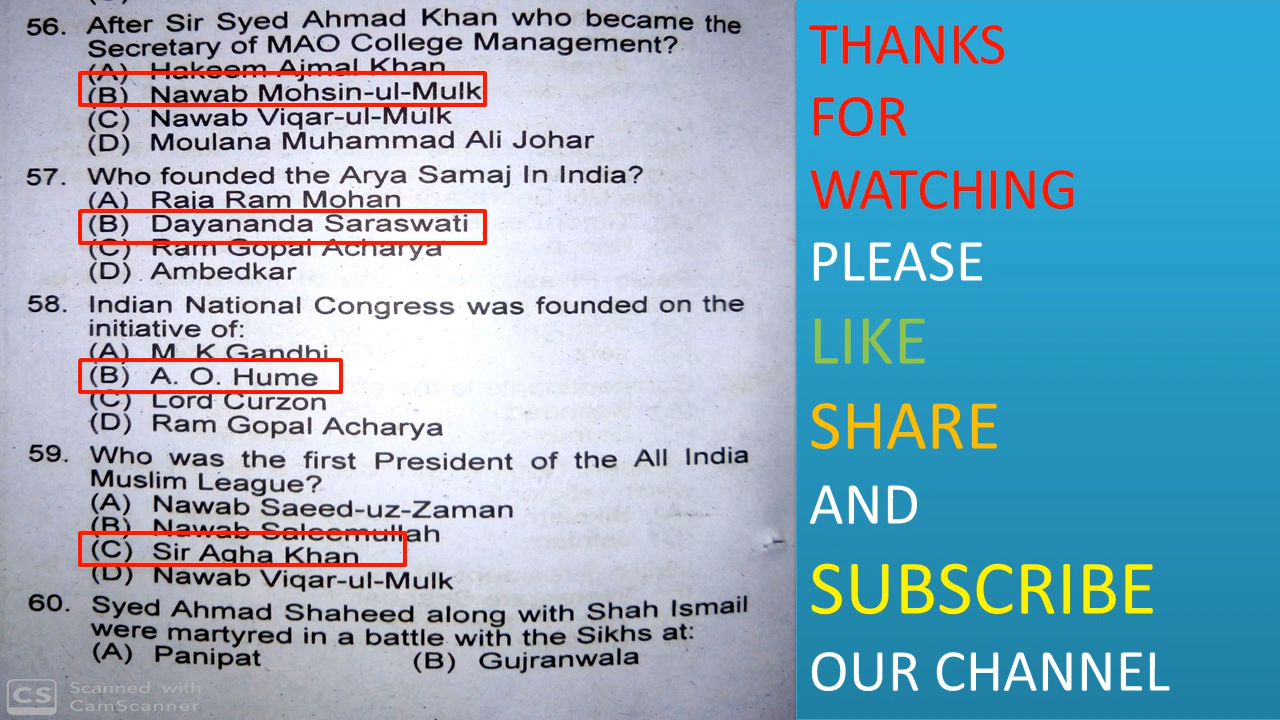 56. After Sir Syed Ahmad Khan who became the
Secretary of MAO College Management?
(A) Hakeem Ajmal Khan
(B) Nawab Mohsin-ul-Mulk
(C) Nawab Viqar-ul-Mulk
(D) Moulana Muhammad Ali Johar
57. Who founded the Arya Samaj In India?
(A) Raja Ram Mohan
(B) Dayananda Saraswati
(C) Ram Gopal Acharya
(D) Ambedkar
58. Indian National Congress was founded on the
initiative of:
(A) M. K Gandhi
(B) A. O. Hume
(C) Lord Curzon
(D) Ram Gopal Acharya
59. Who was the first President of the All India
Muslim League?
(A) Nawab Saeed-uz-Zaman
(B) Nawab Saleemullah
(C) Sir Agha Khan
(D) Nawab Viqar-ul-Mulk
60. Syed Ahmad Shaheed along with Shah Ismail
were martyred in a battle with the Sikhs at:
(A) Panipat (B) Gujranwala
CS Scanned with
CamScanner
THANKS
FOR
WATCHING
PLEASE
LIKE
SHARE
AND
SUBSCRIBE
OUR CHANNEL